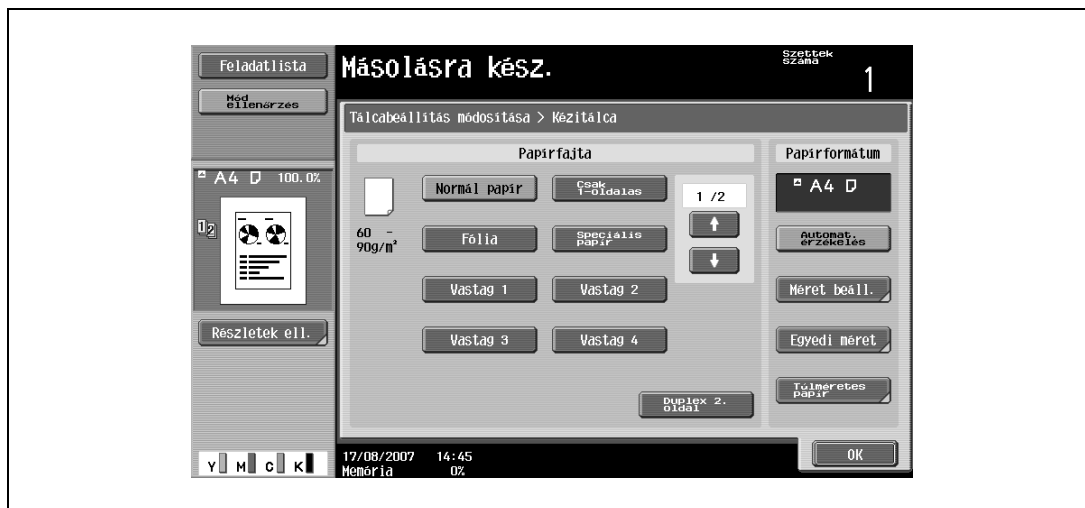 Feladatlista
Mód
ellenőrzés
Másolásra kész.
Szettek
száma
1
Tálcabeállítás módosítása > Kézitálca
Papírfajta
Papírformátum
A4 100.0%
12
60 -
90g/m²
Normál papír
Csak
1-oldalas
1 /2
A4
Fólia
Speciális
papír
Automat.
érzékelés
Vastag 1
Vastag 2
Méret beáll.
Részletek ell.
Vastag 3
Vastag 4
Egyedi méret
Duplex 2.
oldal
Túlméretes
papír
Y M C K
17/08/2007 14:45
Memória 0%
OK